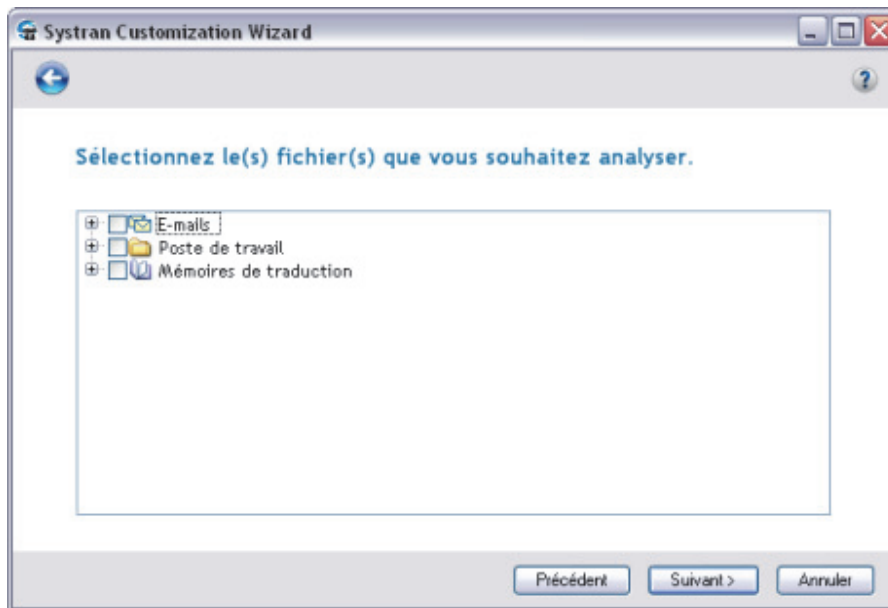 Systran Customization Wizard
?
Sélectionnez le(s) fichier(s) que vous souhaitez analyser.
E-mails
Poste de travail
Mémoires de traduction
Précédent Suivant > Annuler